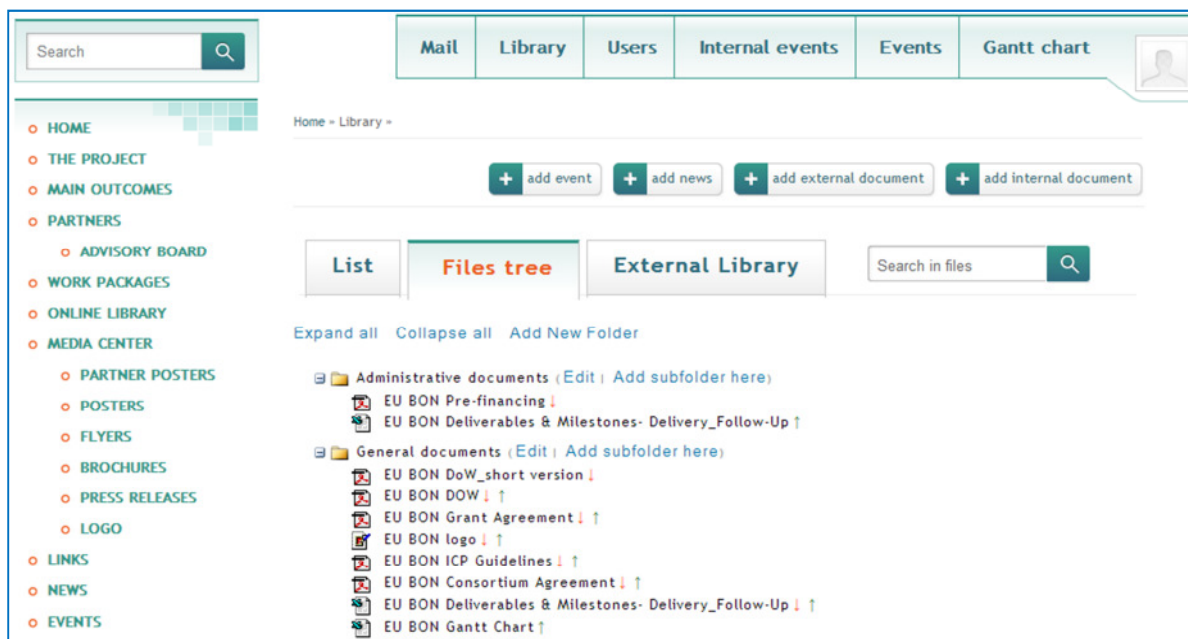 Search
Mail
Library
Users
Internal events
Events
Gantt chart
HOME
THE PROJECT
MAIN OUTCOMES
PARTNERS
ADVISORY BOARD
WORK PACKAGES
ONLINE LIBRARY
MEDIA CENTER
PARTNER POSTERS
POSTERS
FLYERS
BROCHURES
PRESS RELEASES
LOGO
LINKS
NEWS
EVENTS
Home » Library »
+ add event
+ add news
+ add external document
+ add internal document
List
Files tree
External Library
Search in files
Expand all Collapse all Add New Folder
Administrative documents (Edit | Add subfolder here)
EU BON Pre-financing ↓
EU BON Deliverables & Milestones- Delivery_Follow-Up ↑
General documents (Edit | Add subfolder here)
EU BON DoW_short version ↓
EU BON DOW ↓ ↑
EU BON Grant Agreement ↓ ↑
EU BON logo ↓ ↑
EU BON ICP Guidelines ↓ ↑
EU BON Consortium Agreement ↓ ↑
EU BON Deliverables & Milestones- Delivery_Follow-Up ↓ ↑
EU BON Gantt Chart ↑